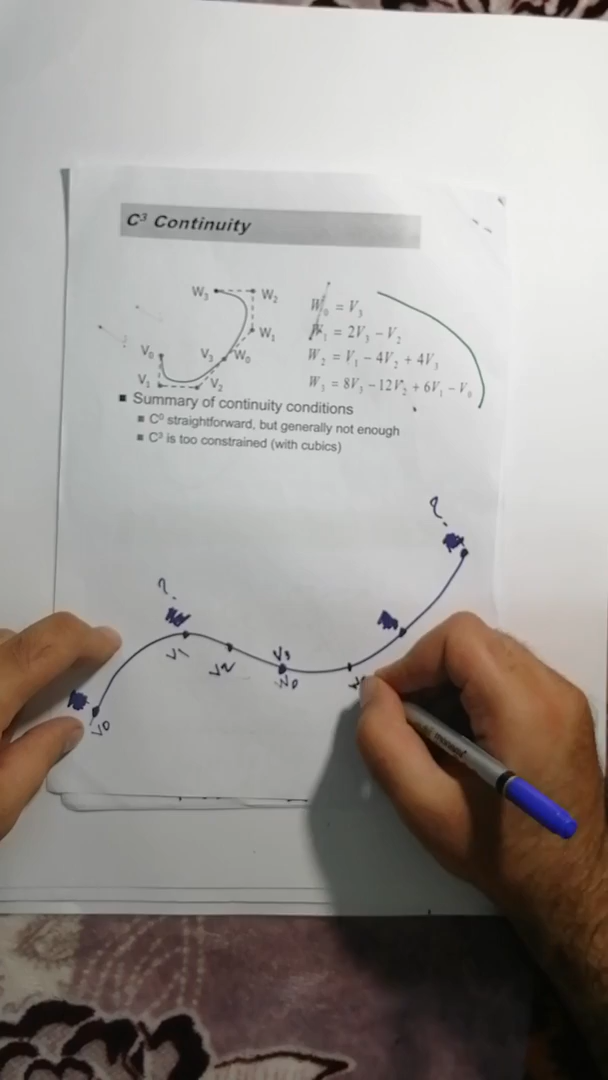 C³ Continuity
W₃ W₂
W₁
V₀ V₃ W₀
V₁ V₂
W₀ = V₃
W₁ = 2V₃ − V₂
W₂ = V₁ − 4V₂ + 4V₃
W₃ = 8V₃ − 12V₂ + 6V₁ − V₀
▪ Summary of continuity conditions
▪ C⁰ straightforward, but generally not enough
▪ C³ is too constrained (with cubics)
?
?
V1
V2
V3
W0
V0